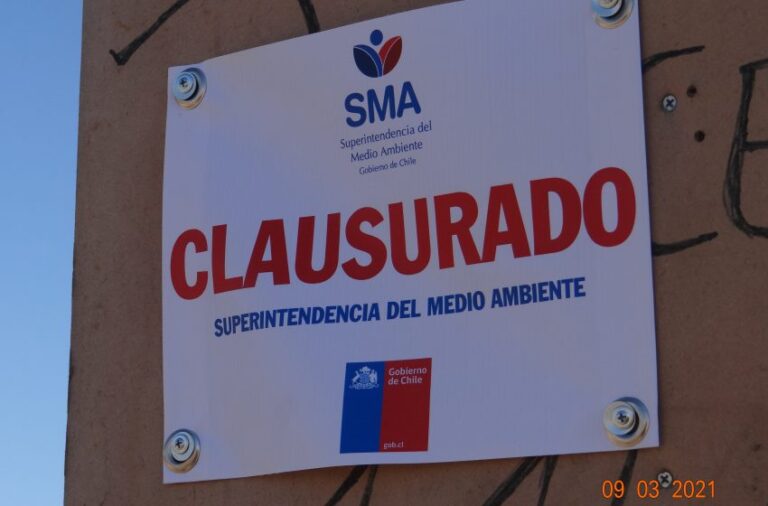 SMA
Superintendencia del
Medio Ambiente
Gobierno de Chile
CLAUSURADO
SUPERINTENDENCIA DEL MEDIO AMBIENTE
Gobierno
de Chile
gob.cl
09 03 2021